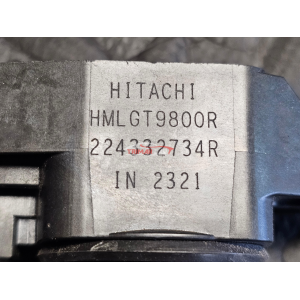 HITACHI
HMLGT9800R
224332734R
IN 2321